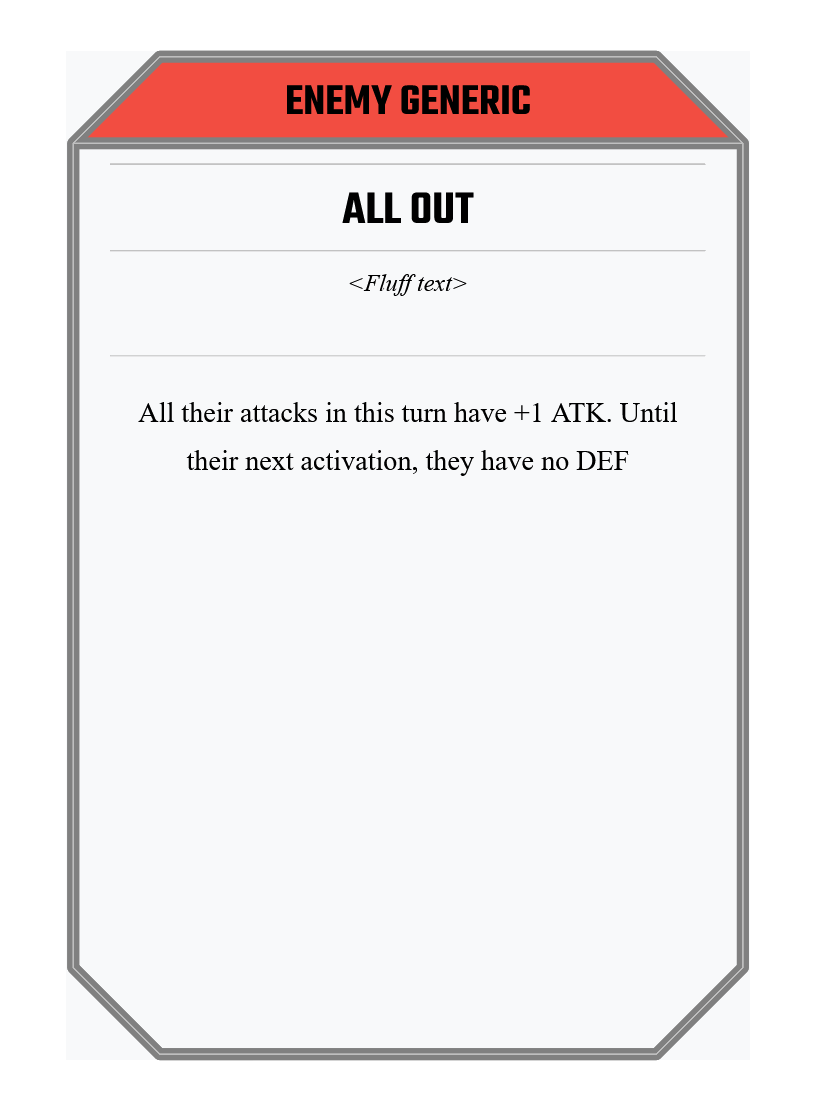 ENEMY GENERIC
ALL OUT
<Fluff text>
All their attacks in this turn have +1 ATK. Until
their next activation, they have no DEF